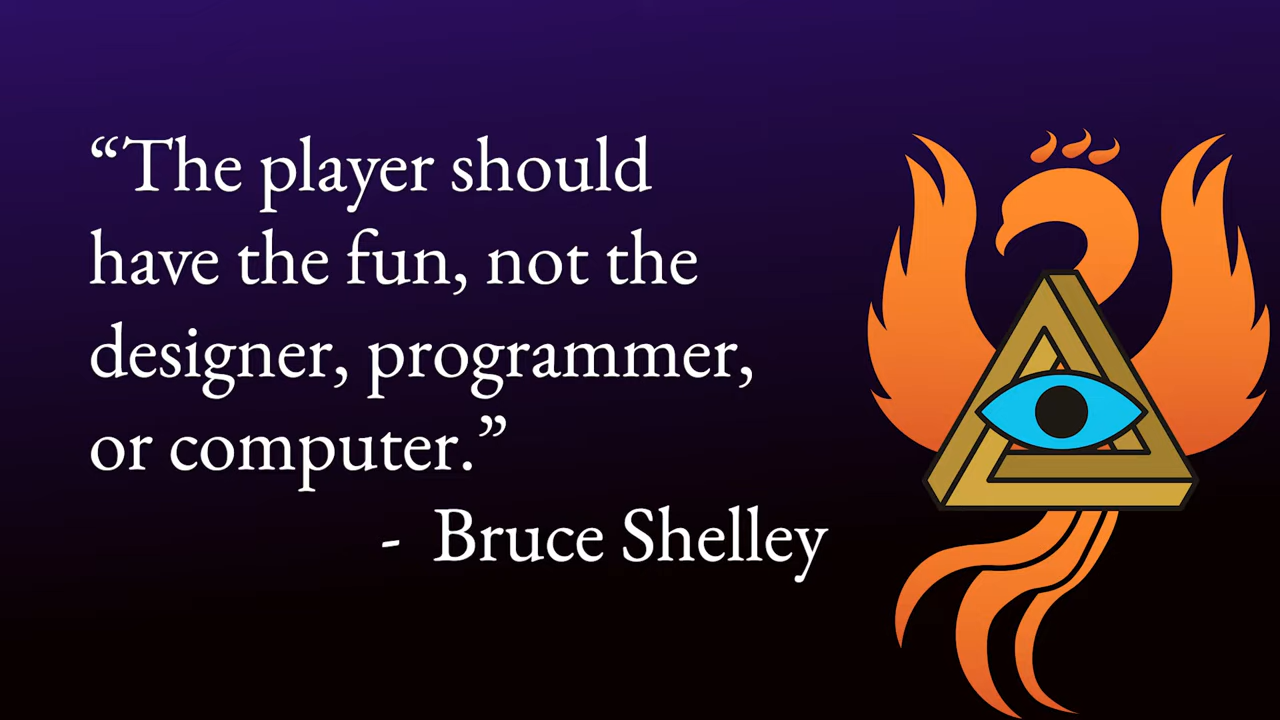 “The player should
have the fun, not the
designer, programmer,
or computer.”
- Bruce Shelley